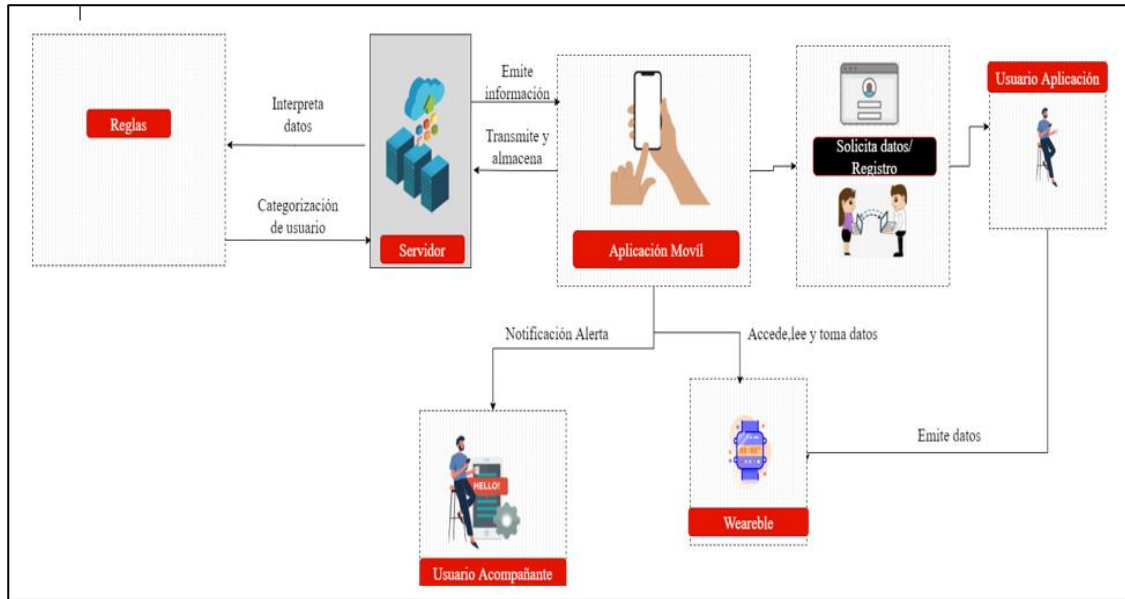 Usuario Aplicación
Emite
información
Interpreta
datos
Reglas
Transmite y
almacena
Solicita datos/
Registro
Categorización
de usuario
Servidor
Aplicación Movíl
Notificación Alerta
Accede,lee y toma datos
Emite datos
HELLO!
Weareble
Usuario Acompañante